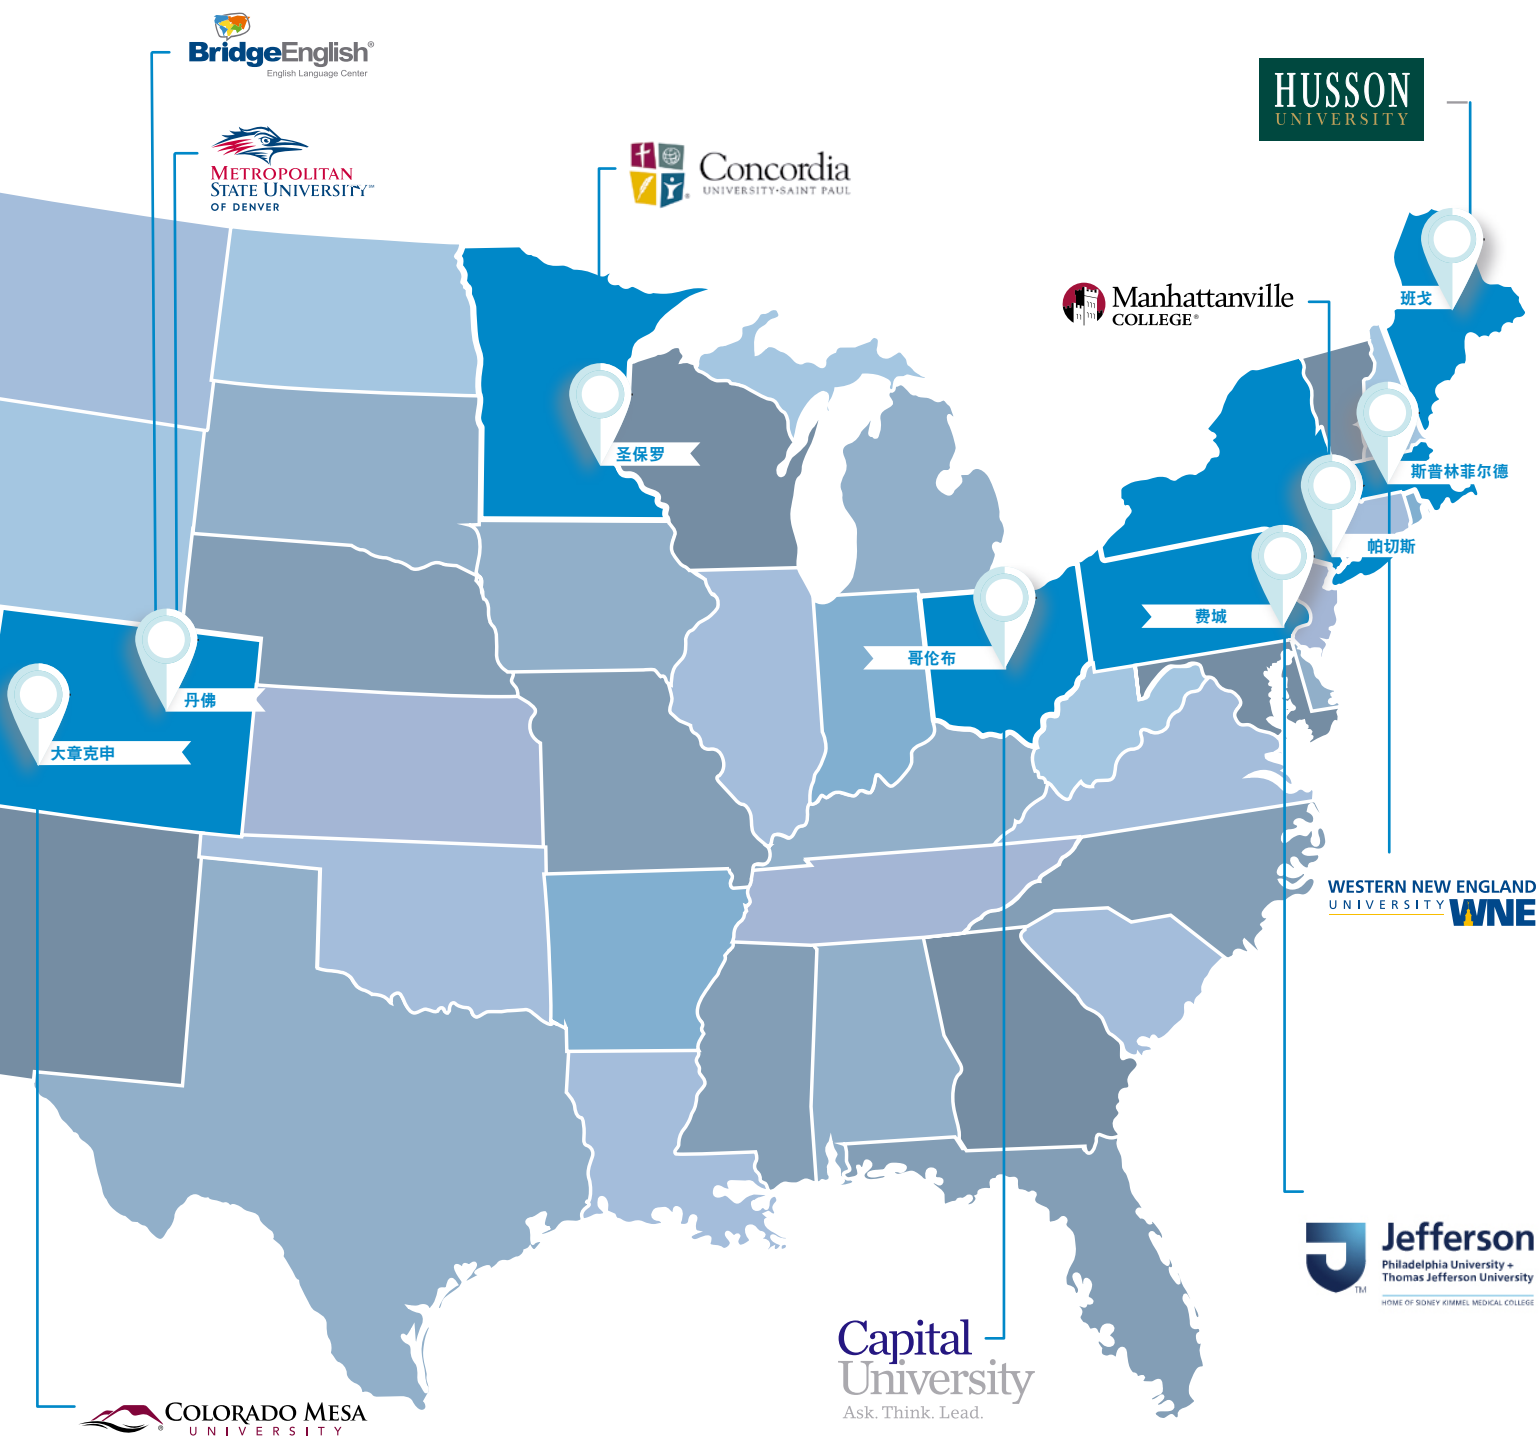 BridgeEnglish®
English Language Center
METROPOLITAN
STATE UNIVERSITY℠
OF DENVER
Concordia
UNIVERSITY·SAINT PAUL
HUSSON
UNIVERSITY
Manhattanville
COLLEGE®
班戈
圣保罗
斯普林菲尔德
帕切斯
费城
哥伦布
丹佛
大章克申
WESTERN NEW ENGLAND
UNIVERSITY WNE
Jefferson
Philadelphia University +
Thomas Jefferson University
TM
HOME OF SIDNEY KIMMEL MEDICAL COLLEGE
Capital
University
Ask. Think. Lead.
COLORADO MESA
UNIVERSITY